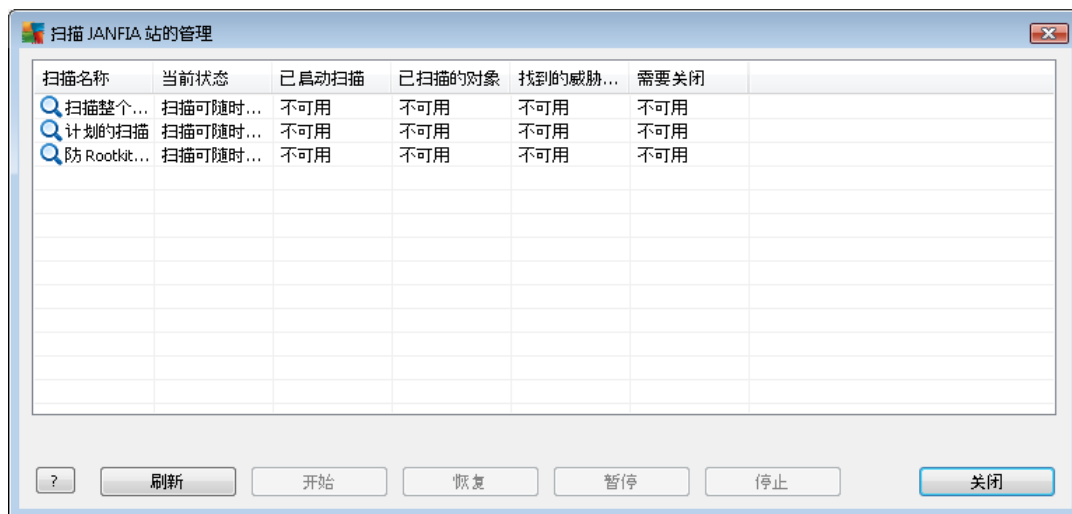 扫描 JANFIA 站的管理
扫描名称 当前状态 已启动扫描 已扫描的对象 找到的威胁... 需要关闭
扫描整个... 扫描可随时... 不可用 不可用 不可用 不可用
计划的扫描 扫描可随时... 不可用 不可用 不可用 不可用
防 Rootkit... 扫描可随时... 不可用 不可用 不可用 不可用
? 刷新 开始 恢复 暂停 停止 关闭